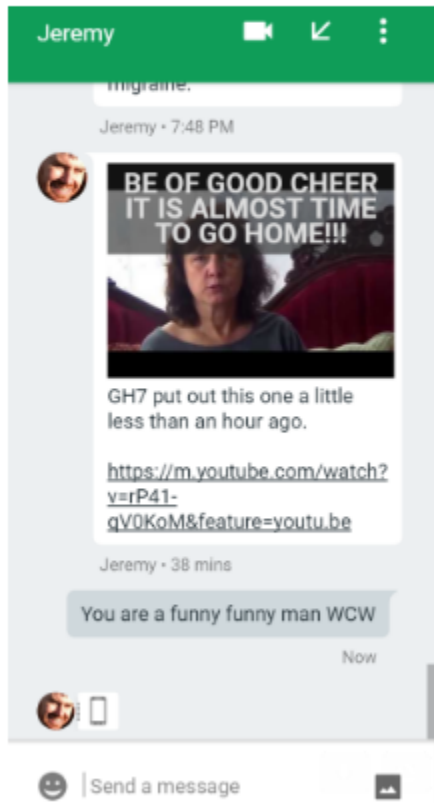 Jeremy
migraine.
Jeremy • 7:48 PM
BE OF GOOD CHEER
IT IS ALMOST TIME
TO GO HOME!!!
GH7 put out this one a little
less than an hour ago.
https://m.youtube.com/watch?
v=rP41-
qV0KoM&feature=youtu.be
Jeremy • 38 mins
You are a funny funny man WCW
Now
Send a message